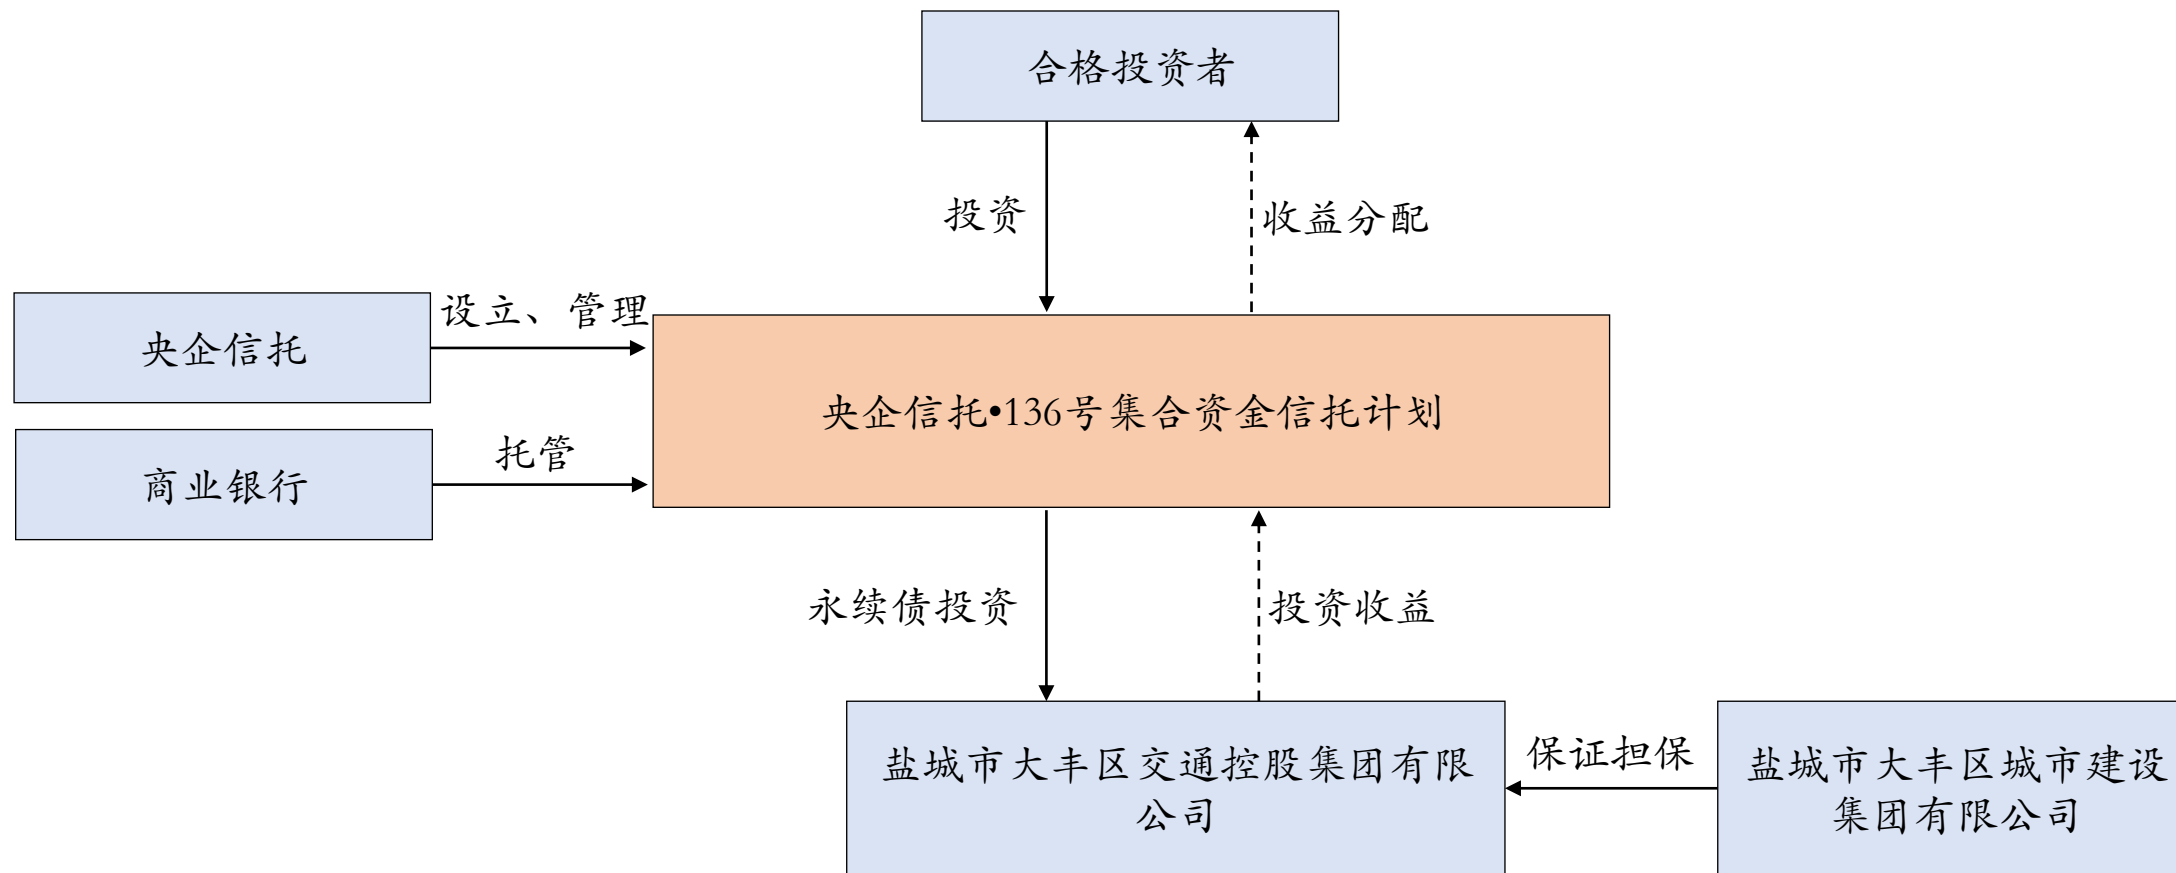 合格投资者
投资
收益分配
设立、管理
央企信托
央企信托•136号集合资金信托计划
托管
商业银行
永续债投资
投资收益
盐城市大丰区交通控股集团有限
公司
保证担保
盐城市大丰区城市建设
集团有限公司